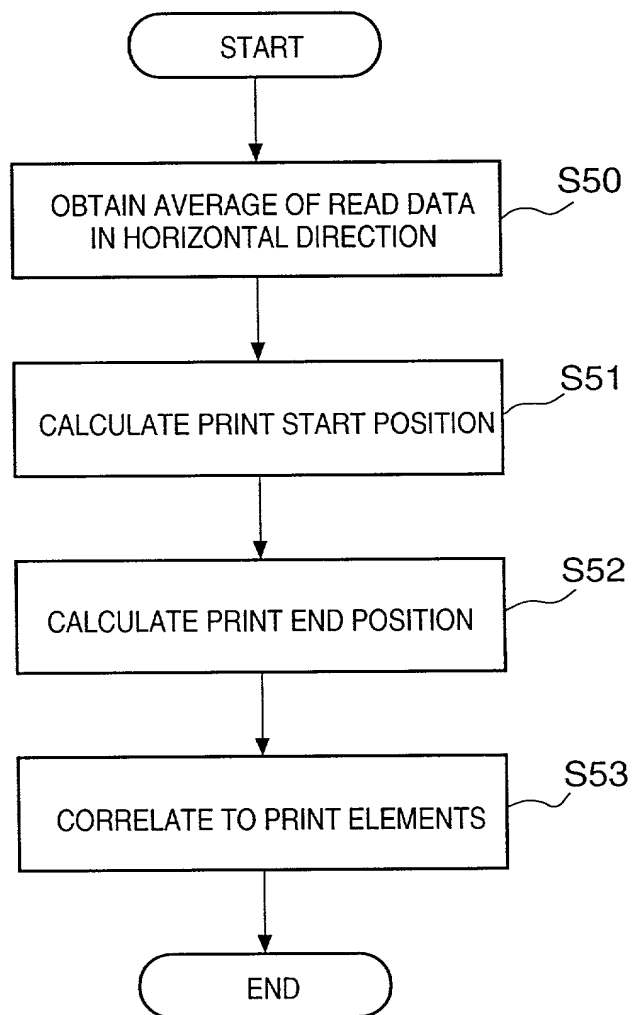 START
S50
OBTAIN AVERAGE OF READ DATA
IN HORIZONTAL DIRECTION
S51
CALCULATE PRINT START POSITION
S52
CALCULATE PRINT END POSITION
S53
CORRELATE TO PRINT ELEMENTS
END